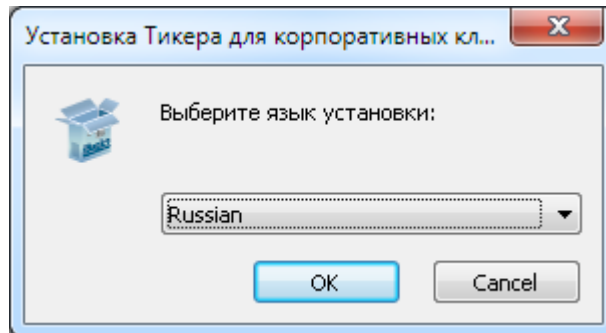 Установка Тикера для корпоративных кл...
Выберите язык установки:
Russian
OK
Cancel